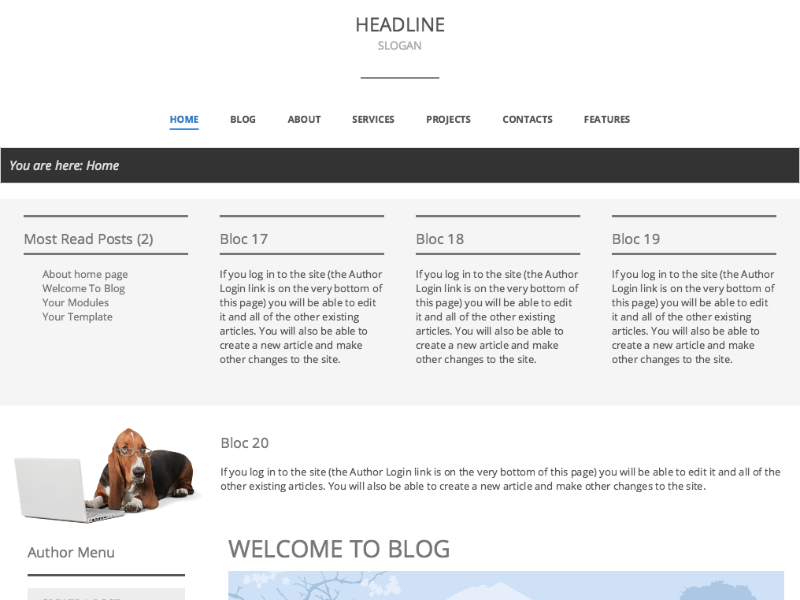 HEADLINE
SLOGAN
HOME BLOG ABOUT SERVICES PROJECTS CONTACTS FEATURES
You are here: Home
Most Read Posts (2)
About home page
Welcome To Blog
Your Modules
Your Template
Bloc 17
If you log in to the site (the Author
Login link is on the very bottom of
this page) you will be able to edit
it and all of the other existing
articles. You will also be able to
create a new article and make
other changes to the site.
Bloc 18
If you log in to the site (the Author
Login link is on the very bottom of
this page) you will be able to edit
it and all of the other existing
articles. You will also be able to
create a new article and make
other changes to the site.
Bloc 19
If you log in to the site (the Author
Login link is on the very bottom of
this page) you will be able to edit
it and all of the other existing
articles. You will also be able to
create a new article and make
other changes to the site.
Bloc 20
If you log in to the site (the Author Login link is on the very bottom of this page) you will be able to edit it and all of the
other existing articles. You will also be able to create a new article and make other changes to the site.
Author Menu
WELCOME TO BLOG